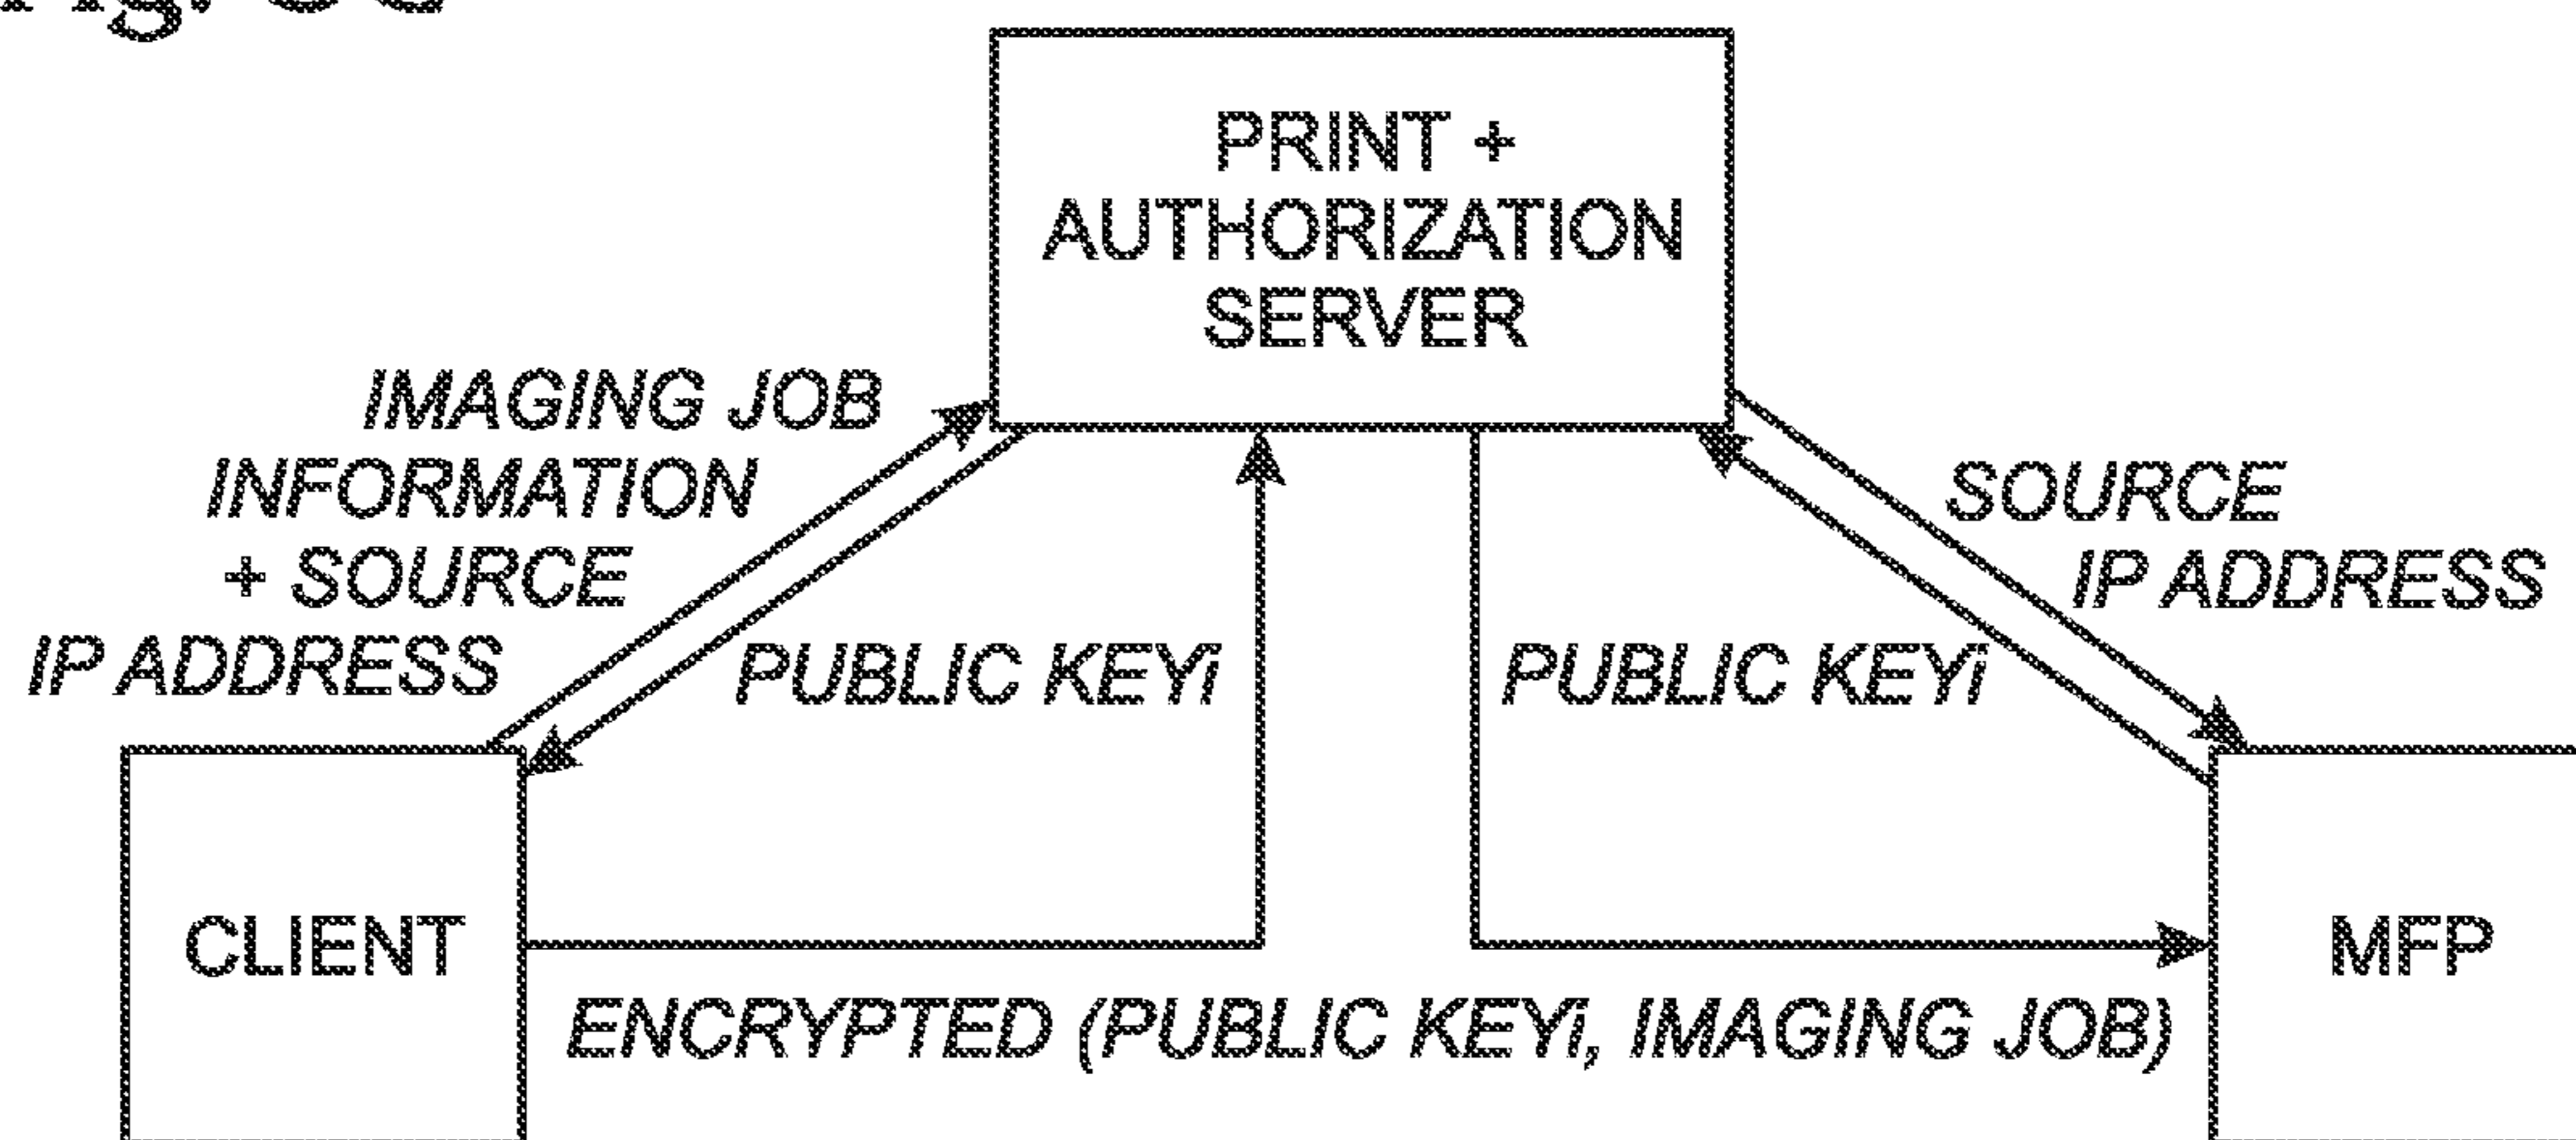 PRINT +
AUTHORIZATION
SERVER
IMAGING JOB
INFORMATION
+ SOURCE
IP ADDRESS
PUBLIC KEYi
PUBLIC KEYi
SOURCE
IP ADDRESS
CLIENT
MFP
ENCRYPTED (PUBLIC KEYi, IMAGING JOB)